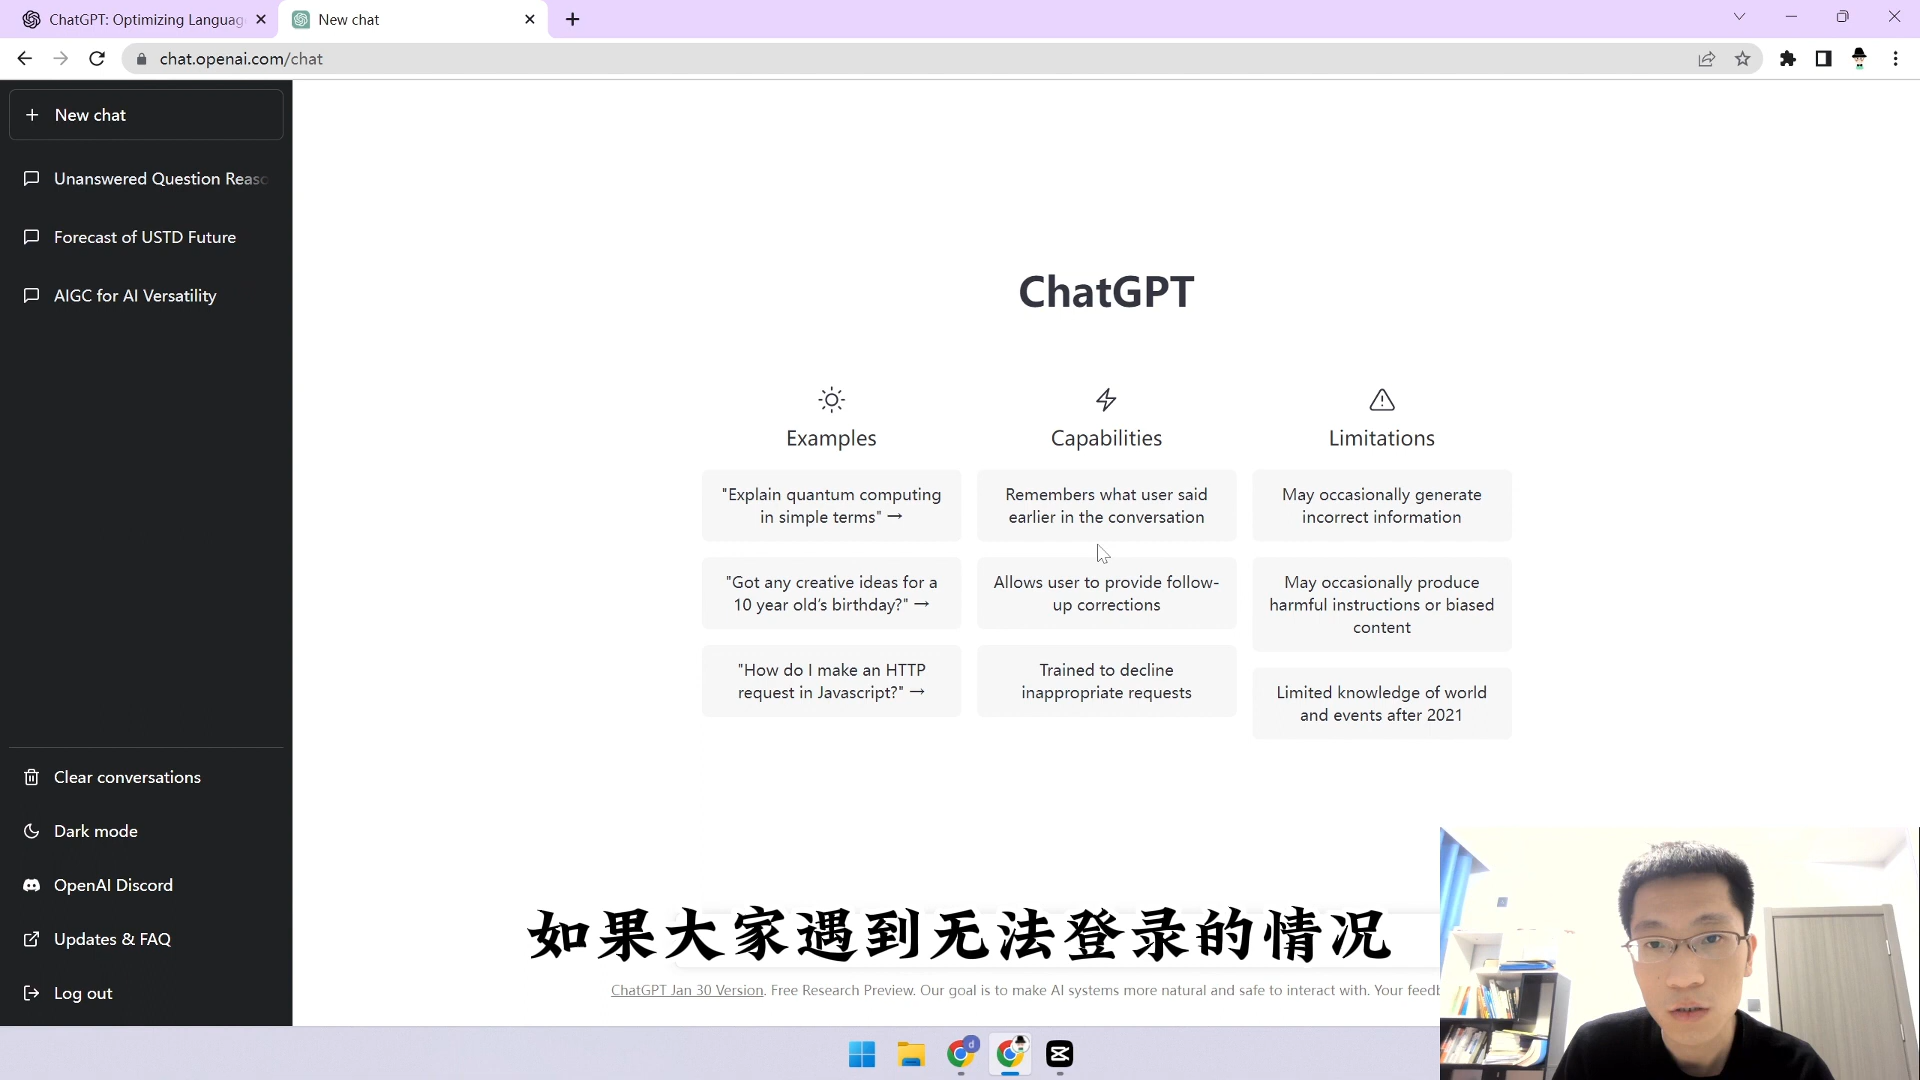 ChatGPT: Optimizing Languag
New chat
chat.openai.com/chat
New chat
Unanswered Question Reaso
Forecast of USTD Future
AIGC for AI Versatility
ChatGPT
Examples
"Explain quantum computing
in simple terms" →
"Got any creative ideas for a
10 year old's birthday?" →
"How do I make an HTTP
request in Javascript?" →
Capabilities
Remembers what user said
earlier in the conversation
Allows user to provide follow-
up corrections
Trained to decline
inappropriate requests
Limitations
May occasionally generate
incorrect information
May occasionally produce
harmful instructions or biased
content
Limited knowledge of world
and events after 2021
Clear conversations
Dark mode
OpenAI Discord
Updates & FAQ
Log out
如果大家遇到无法登录的情况
ChatGPT Jan 30 Version. Free Research Preview. Our goal is to make AI systems more natural and safe to interact with. Your feedb
d